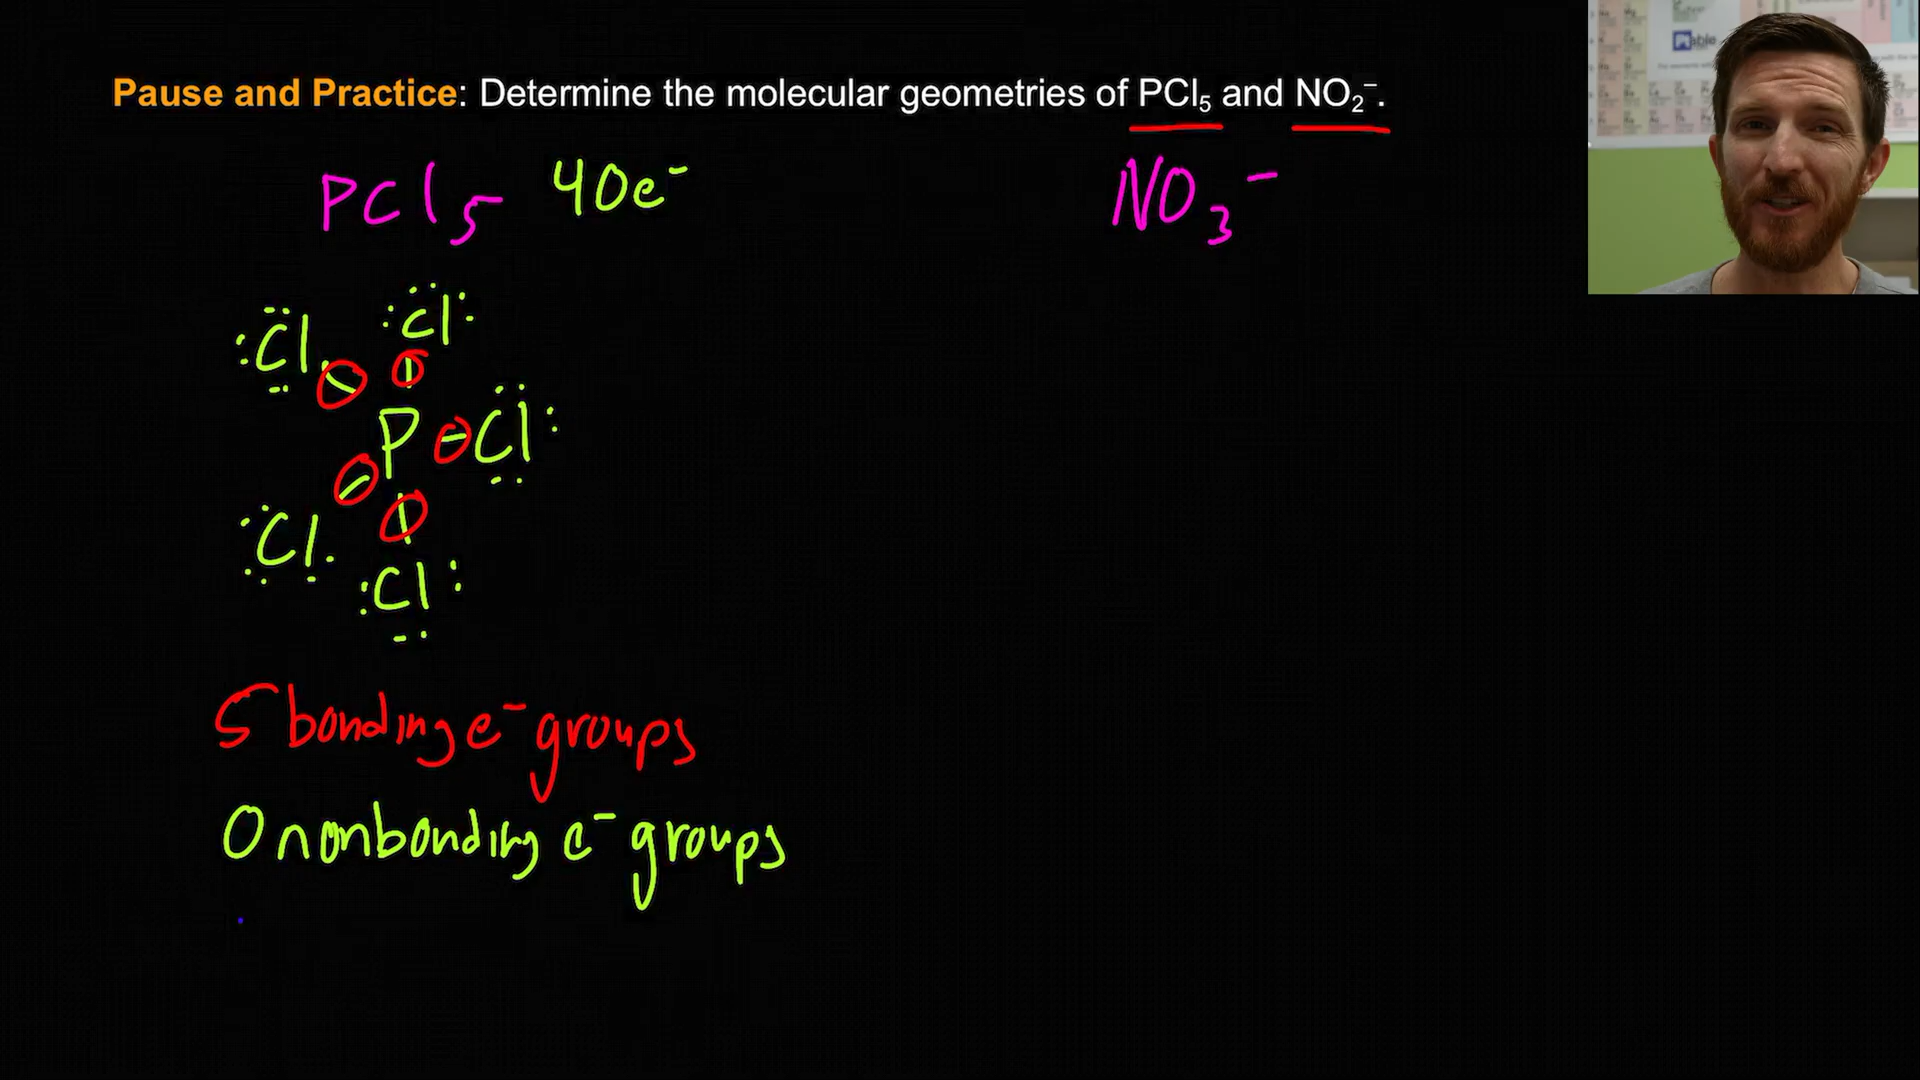 Pause and Practice: Determine the molecular geometries of PCl₅ and NO₂⁻.
PCl₅ 40e⁻
NO₃⁻
:Cl :Cl:
P Cl:
Cl
:Cl:
5 bonding e⁻ groups
0 nonbonding e⁻ groups
Ptable